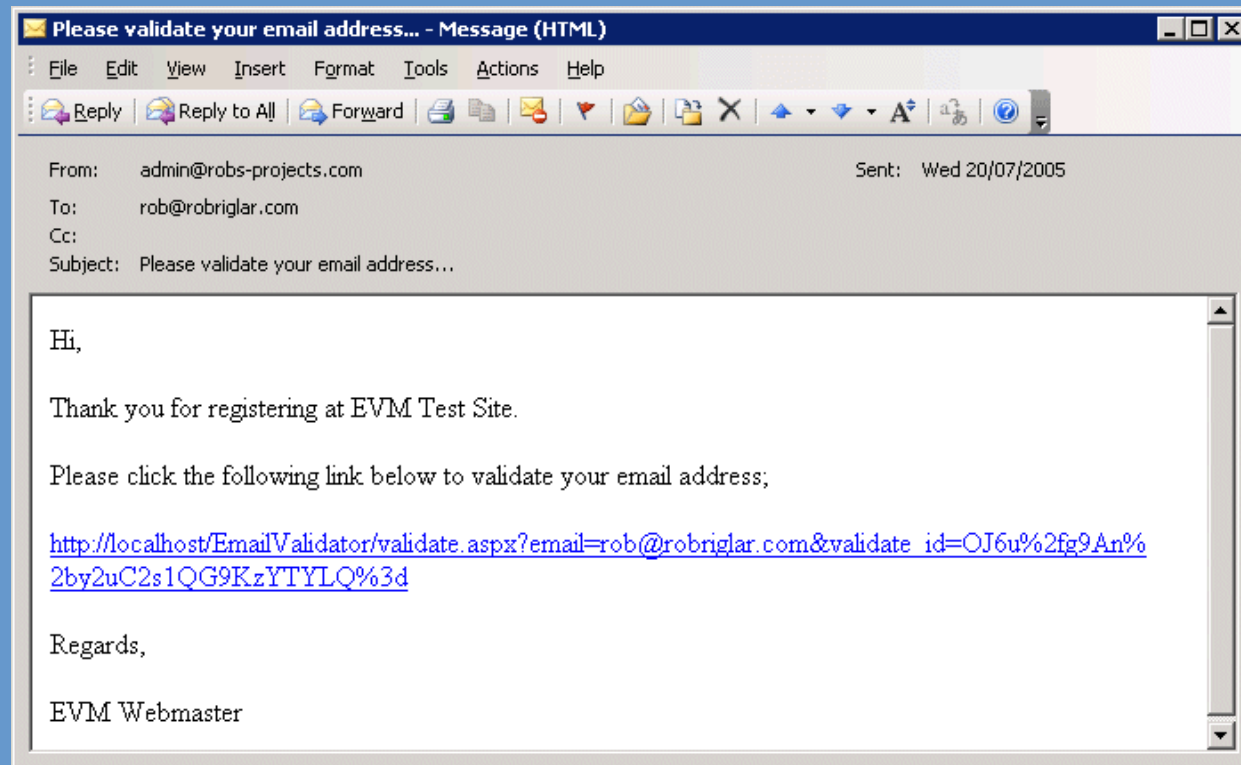 Please validate your email address... - Message (HTML)
File Edit View Insert Format Tools Actions Help
Reply Reply to All Forward
From: admin@robs-projects.com Sent: Wed 20/07/2005
To: rob@robriglar.com
Cc:
Subject: Please validate your email address...
Hi,
Thank you for registering at EVM Test Site.
Please click the following link below to validate your email address;
http://localhost/EmailValidator/validate.aspx?email=rob@robriglar.com&validate_id=OJ6u%2fg9An%
2by2uC2s1QG9KzYTYLQ%3d
Regards,
EVM Webmaster